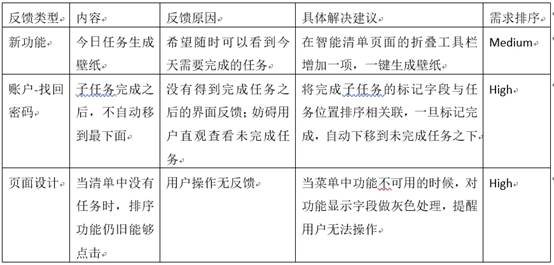 反馈类型 内容 反馈原因 具体解决建议 需求排序
新功能 今日任务生成 希望随时可以看到今 在智能清单页面的折叠工具栏 Medium
壁纸 天需要完成的任务 增加一项，一键生成壁纸
账户-找回 子任务完成之 没有得到完成任务之 将完成子任务的标记字段与任 High
密码 后，不自动移 后的界面反馈；妨碍用 务位置排序相关联，一旦标记完
到最下面 户直观查看未完成任 成，自动下移到未完成任务之下
务
页面设计 当清单中没有 用户操作无反馈 当菜单中功能不可用的时候，对 High
任务时，排序 功能显示字段做灰色处理，提醒
功能仍旧能够 用户无法操作
点击